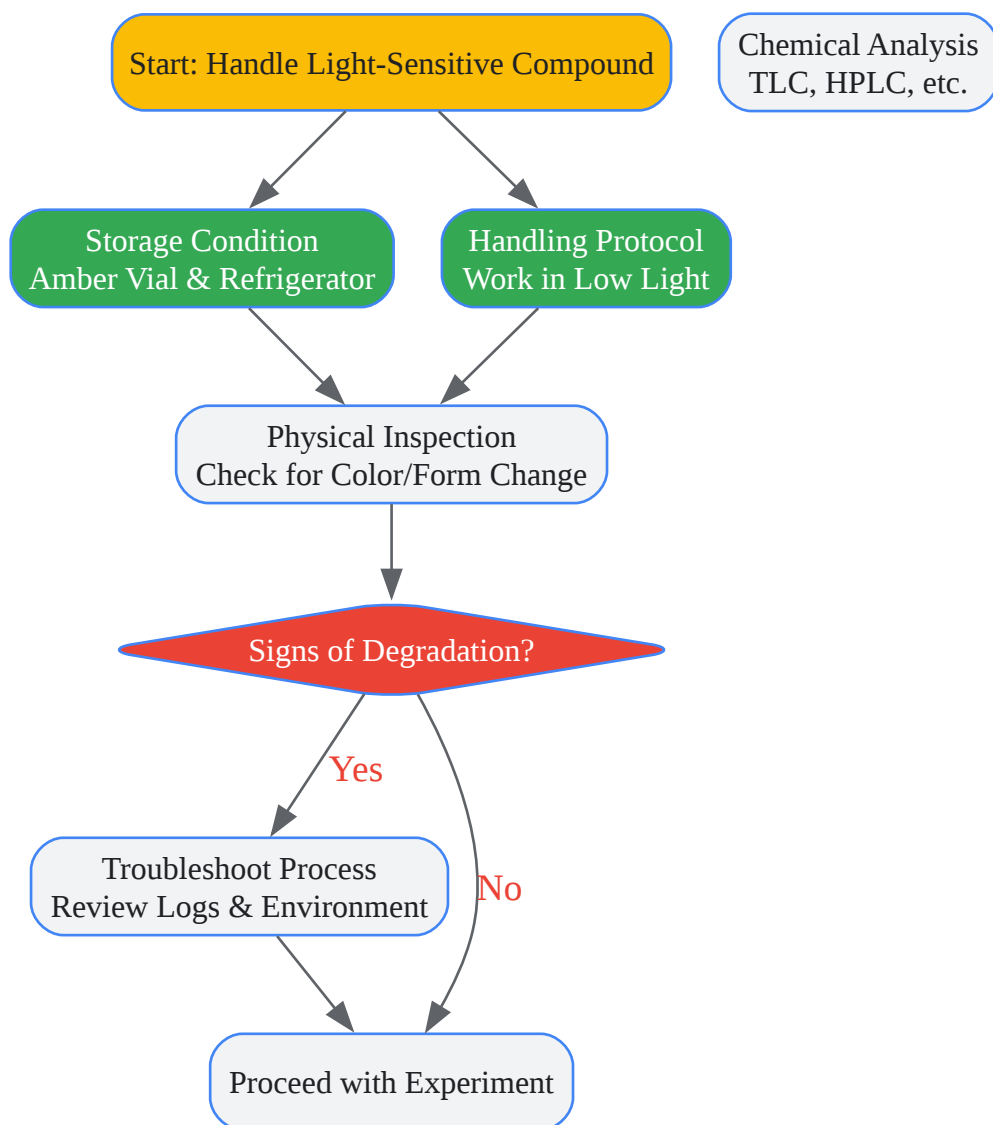 Start: Handle Light-Sensitive Compound
Chemical Analysis
TLC, HPLC, etc.
Storage Condition
Amber Vial & Refrigerator
Handling Protocol
Work in Low Light
Physical Inspection
Check for Color/Form Change
Signs of Degradation?
Yes
No
Troubleshoot Process
Review Logs & Environment
Proceed with Experiment